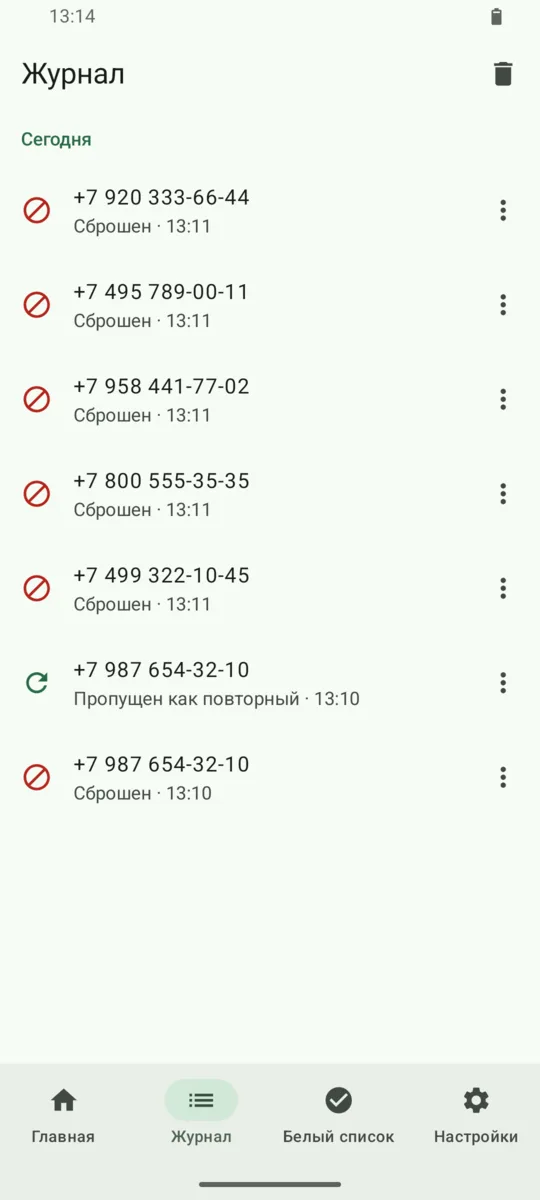 13:14
Журнал
Сегодня
+7 920 333-66-44
Сброшен · 13:11
+7 495 789-00-11
Сброшен · 13:11
+7 958 441-77-02
Сброшен · 13:11
+7 800 555-35-35
Сброшен · 13:11
+7 499 322-10-45
Сброшен · 13:11
+7 987 654-32-10
Пропущен как повторный · 13:10
+7 987 654-32-10
Сброшен · 13:10
Главная Журнал Белый список Настройки